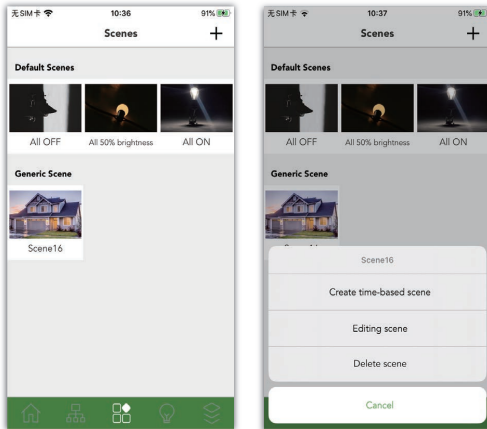 无SIM卡 10:36 91%
Scenes +
Default Scenes
All OFF All 50% brightness All ON
Generic Scene
Scene16
无SIM卡 10:37 91%
Scenes +
Default Scenes
All OFF All 50% brightness All ON
Generic Scene
Scene16
Create time-based scene
Editing scene
Delete scene
Cancel